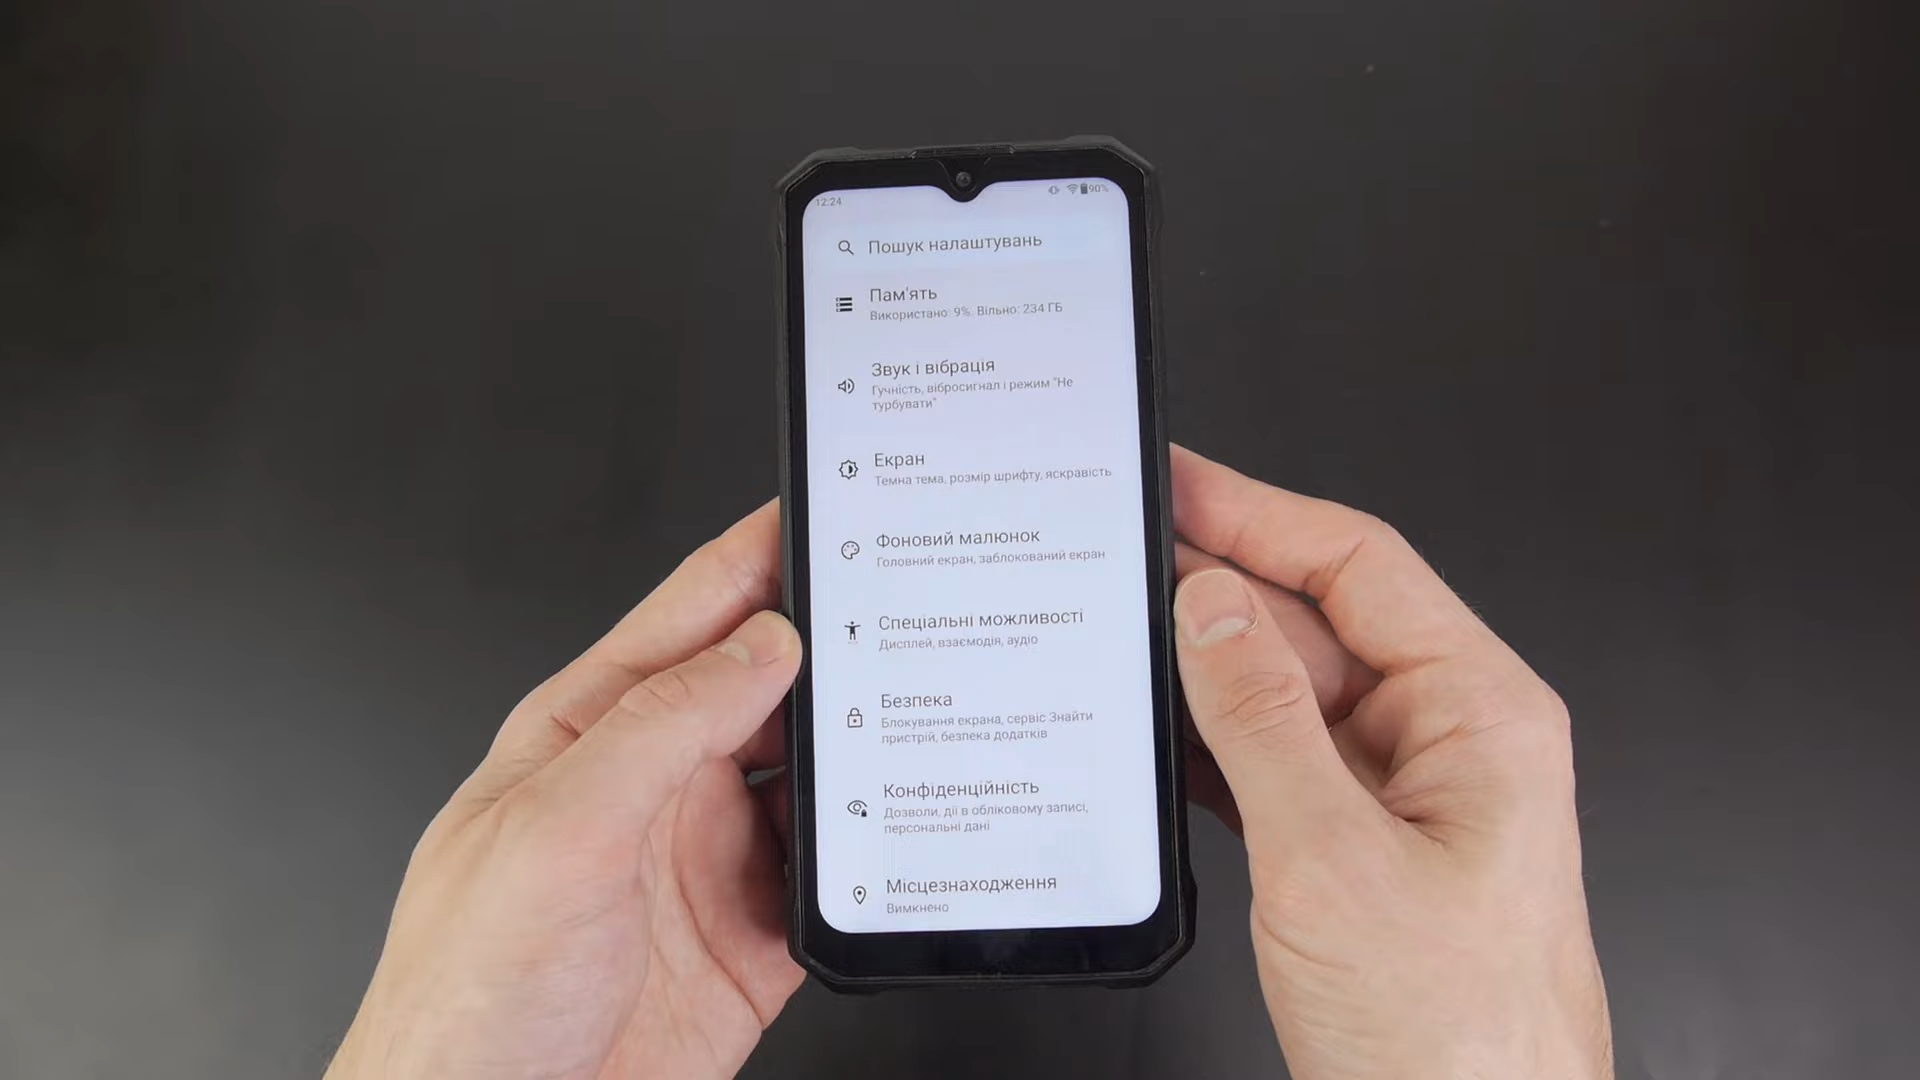 12:24
90%
Пошук налаштувань
Пам'ять
Використано: 9%. Вільно: 234 ГБ
Звук і вібрація
Гучність, вібросигнал і режим "Не
турбувати"
Екран
Темна тема, розмір шрифту, яскравість
Фоновий малюнок
Головний екран, заблокований екран
Спеціальні можливості
Дисплей, взаємодія, аудіо
Безпека
Блокування екрана, сервіс Знайти
пристрій, безпека додатків
Конфіденційність
Дозволи, дії в обліковому записі,
персональні дані
Місцезнаходження
Вимкнено